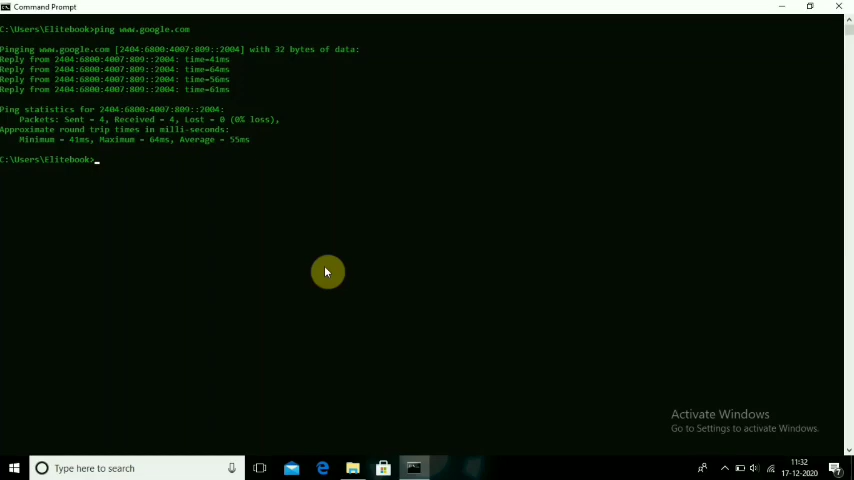 Command Prompt
C:\Users\Elitebook>ping www.google.com
Pinging www.google.com [2404:6800:4007:809::2004] with 32 bytes of data:
Reply from 2404:6800:4007:809::2004: time=41ms
Reply from 2404:6800:4007:809::2004: time=64ms
Reply from 2404:6800:4007:809::2004: time=56ms
Reply from 2404:6800:4007:809::2004: time=61ms
Ping statistics for 2404:6800:4007:809::2004:
Packets: Sent = 4, Received = 4, Lost = 0 (0% loss),
Approximate round trip times in milli-seconds:
Minimum = 41ms, Maximum = 64ms, Average = 55ms
C:\Users\Elitebook>
Activate Windows
Go to Settings to activate Windows.
Type here to search
11:32
17-12-2020
7